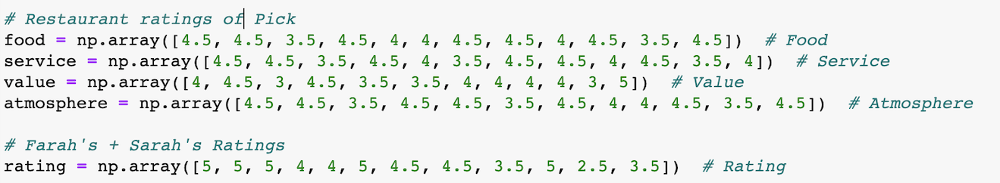 # Restaurant ratings of Pick
food = np.array([4.5, 4.5, 3.5, 4.5, 4, 4, 4.5, 4.5, 4, 4.5, 3.5, 4.5])  # Food
service = np.array([4.5, 4.5, 3.5, 4.5, 4, 3.5, 4.5, 4.5, 4, 4.5, 3.5, 4])  # Service
value = np.array([4, 4.5, 3, 4.5, 3.5, 3.5, 4, 4, 4, 4, 3, 5])  # Value
atmosphere = np.array([4.5, 4.5, 3.5, 4.5, 4.5, 3.5, 4.5, 4, 4, 4.5, 3.5, 4.5])  # Atmosphere
# Farah's + Sarah's Ratings
rating = np.array([5, 5, 5, 4, 4, 5, 4.5, 4.5, 3.5, 5, 2.5, 3.5])  # Rating